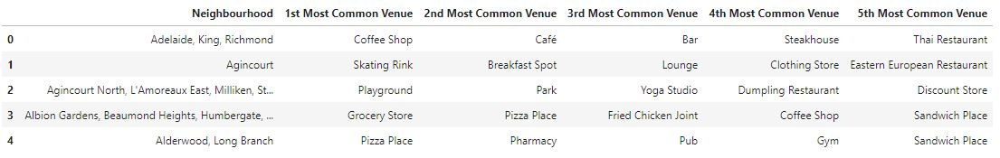 Neighbourhood 1st Most Common Venue 2nd Most Common Venue 3rd Most Common Venue 4th Most Common Venue 5th Most Common Venue
0 Adelaide, King, Richmond Coffee Shop Café Bar Steakhouse Thai Restaurant
1 Agincourt Skating Rink Breakfast Spot Lounge Clothing Store Eastern European Restaurant
2 Agincourt North, L'Amoreaux East, Milliken, St... Playground Park Yoga Studio Dumpling Restaurant Discount Store
3 Albion Gardens, Beaumond Heights, Humbergate, ... Grocery Store Pizza Place Fried Chicken Joint Coffee Shop Sandwich Place
4 Alderwood, Long Branch Pizza Place Pharmacy Pub Gym Sandwich Place